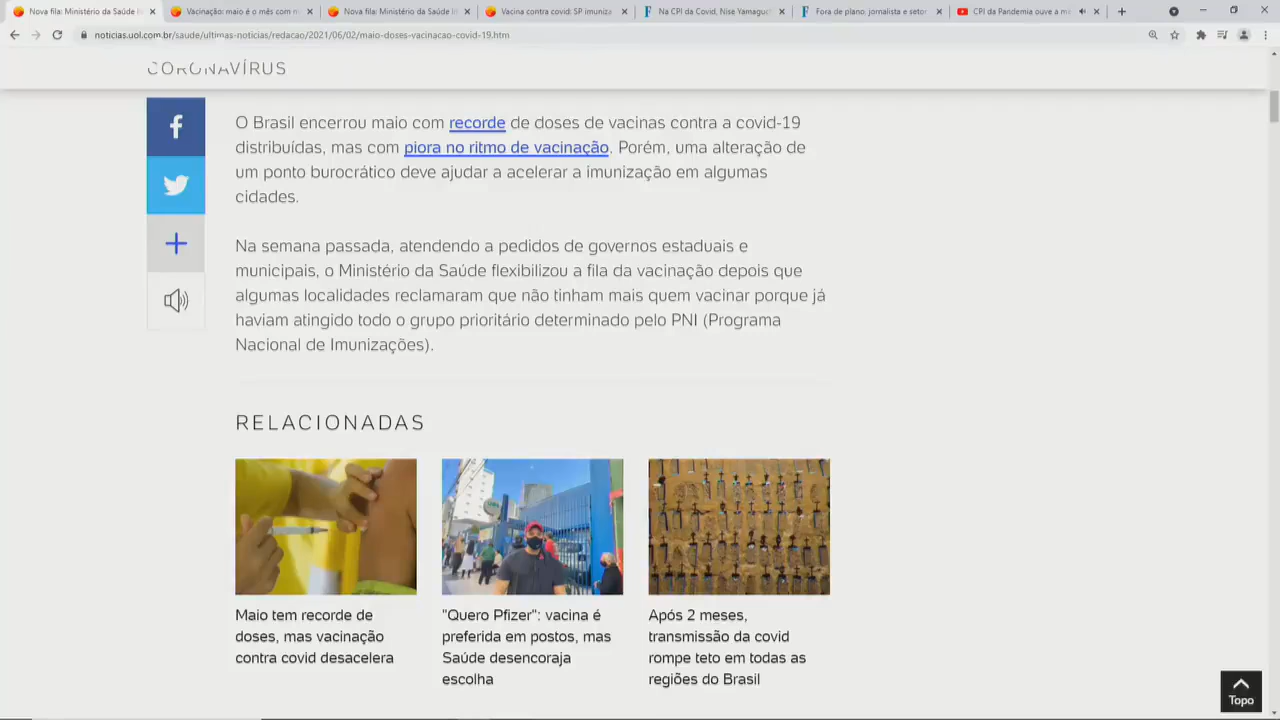 Nova fila: Ministério da Saúde li
Vacinação: maio é o mês com m
Nova fila: Ministério da Saúde li
Vacina contra covid: SP imuniza
Na CPI da Covid, Nise Yamaguc
Fora de plano, jornalista e setor
CPI da Pandemia ouve a m
noticias.uol.com.br/saude/ultimas-noticias/redacao/2021/06/02/maio-doses-vacinacao-covid-19.htm
CORONAVÍRUS
O Brasil encerrou maio com recorde de doses de vacinas contra a covid-19
distribuídas, mas com piora no ritmo de vacinação. Porém, uma alteração de
um ponto burocrático deve ajudar a acelerar a imunização em algumas
cidades.
Na semana passada, atendendo a pedidos de governos estaduais e
municipais, o Ministério da Saúde flexibilizou a fila da vacinação depois que
algumas localidades reclamaram que não tinham mais quem vacinar porque já
haviam atingido todo o grupo prioritário determinado pelo PNI (Programa
Nacional de Imunizações).
RELACIONADAS
Maio tem recorde de
doses, mas vacinação
contra covid desacelera
"Quero Pfizer": vacina é
preferida em postos, mas
Saúde desencoraja
escolha
Após 2 meses,
transmissão da covid
rompe teto em todas as
regiões do Brasil
Topo